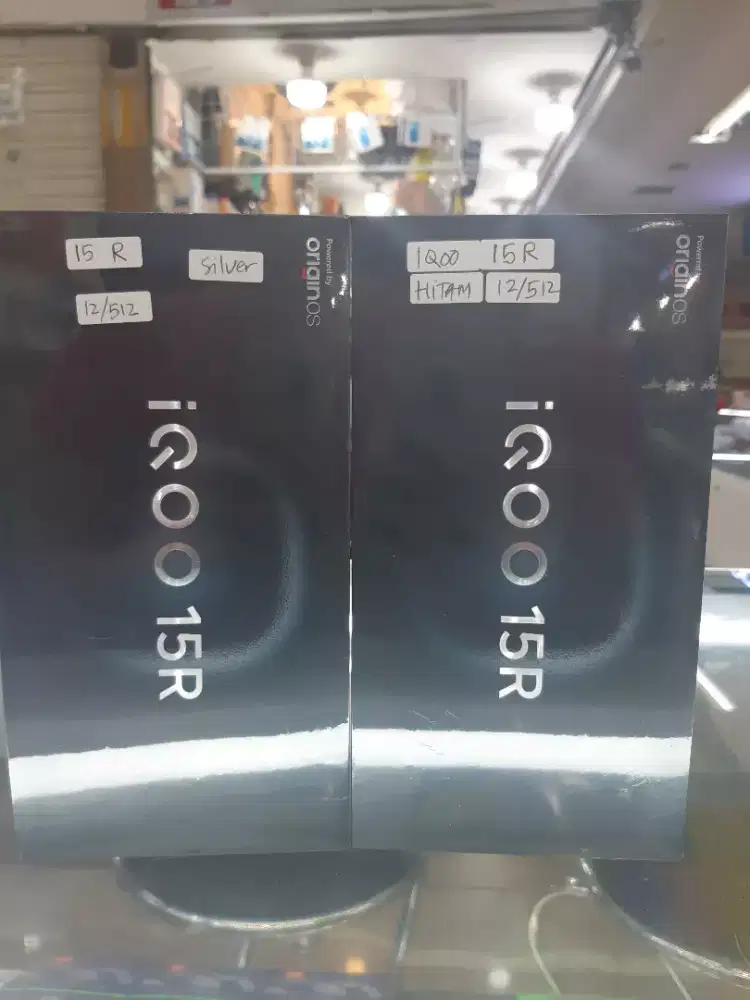 15 R
Silver
12/512
Powered by
originOS
iQOO 15R
IQOO 15R
HITAM 12/512
Powered by
originOS
iQOO 15R